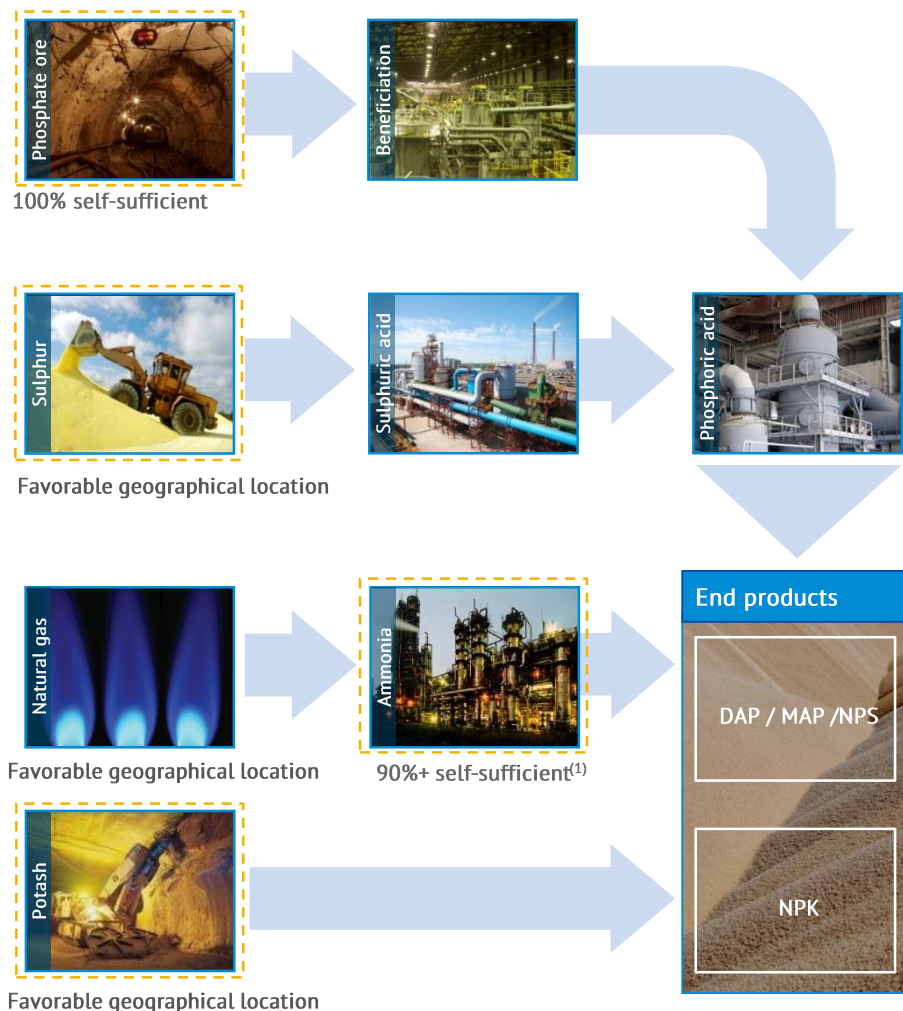 Phosphate ore
Beneficiation
100% self-sufficient
Sulphur
Sulphuric acid
Phosphoric acid
Favorable geographical location
Natural gas
Ammonia
End products
DAP / MAP /NPS
Favorable geographical location
90%+ self-sufficient(1)
Potash
NPK
Favorable geographical location